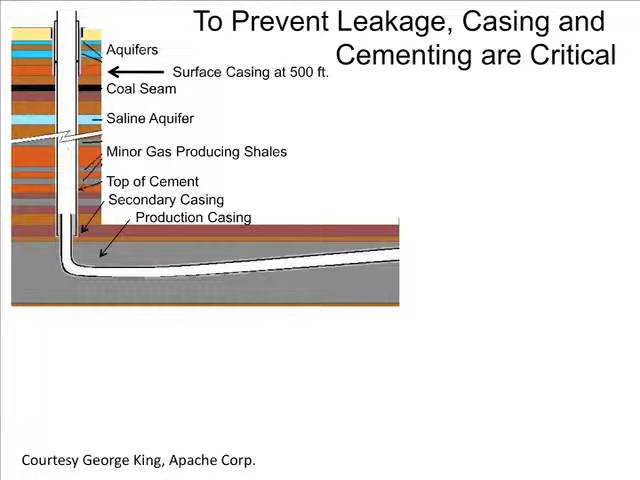 To Prevent Leakage, Casing and
Cementing are Critical
Aquifers
Surface Casing at 500 ft.
Coal Seam
Saline Aquifer
Minor Gas Producing Shales
Top of Cement
Secondary Casing
Production Casing
Courtesy George King, Apache Corp.